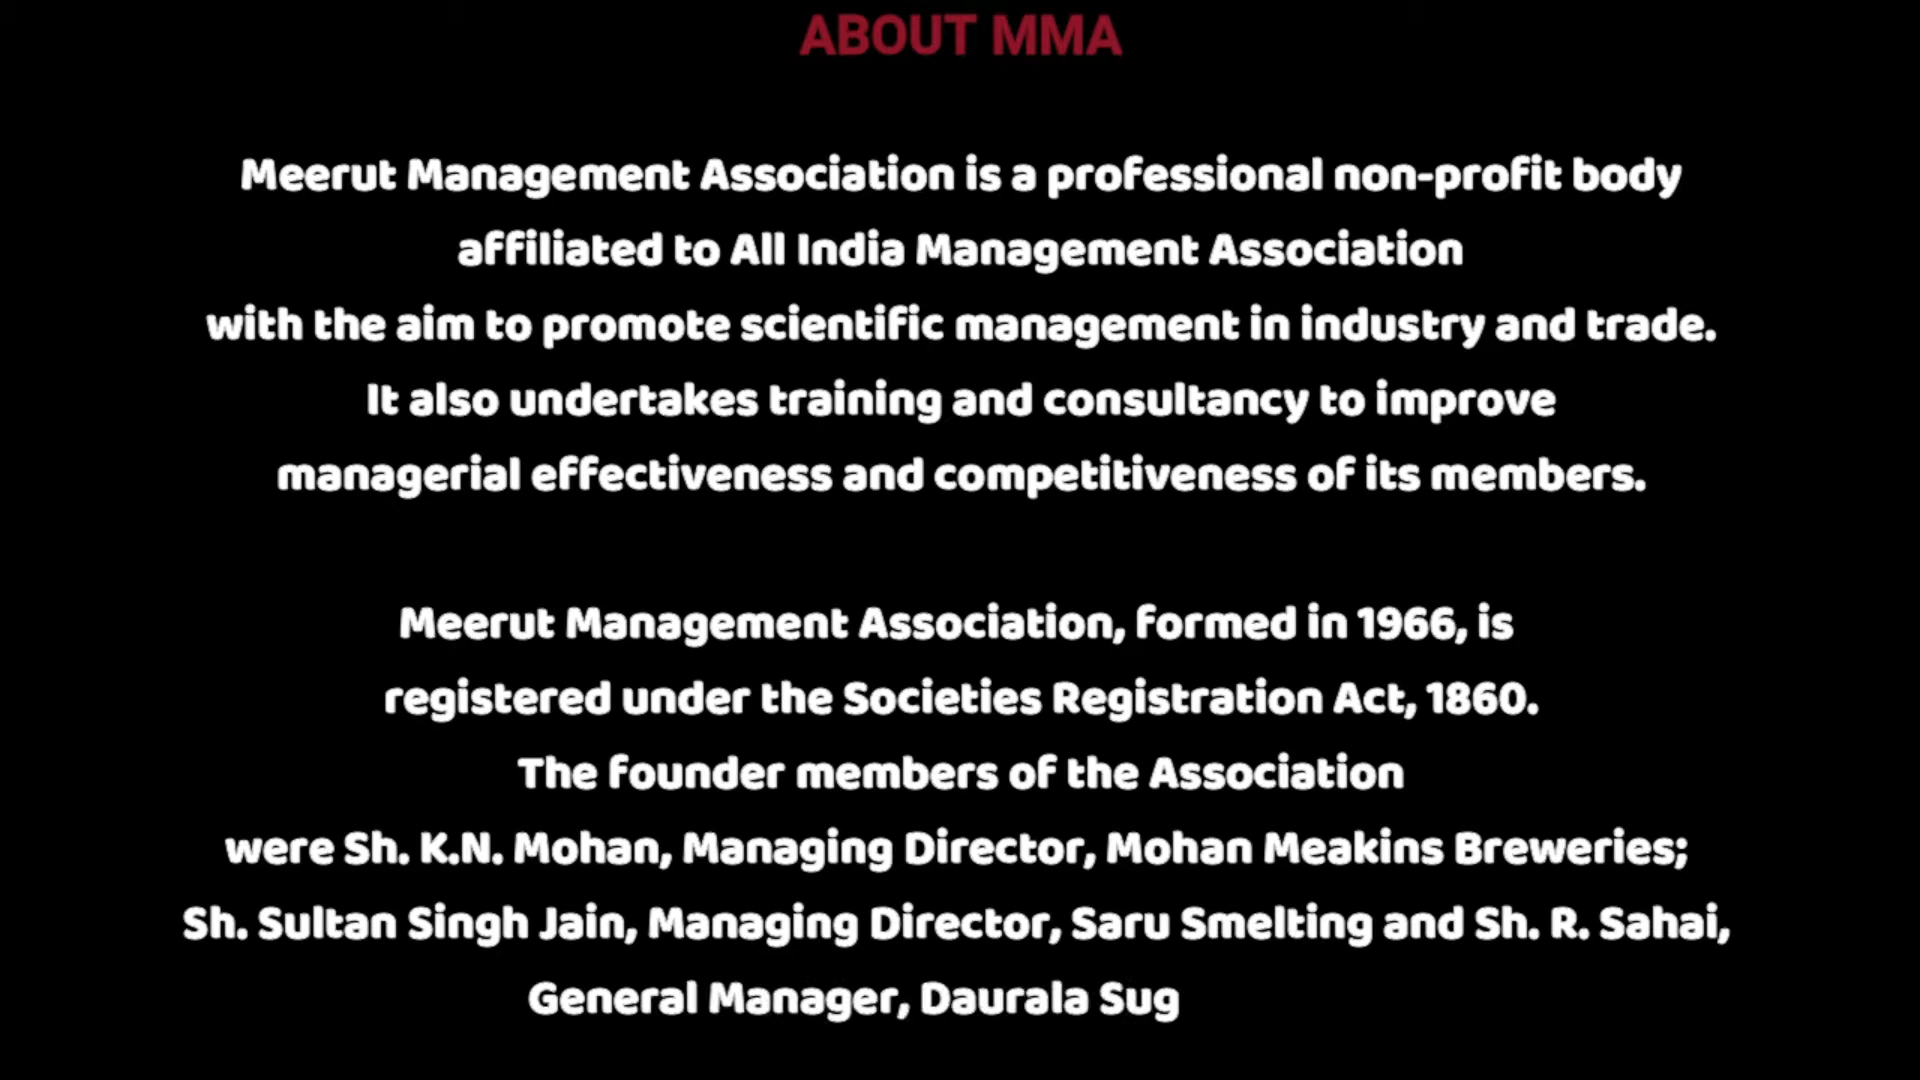 ABOUT MMA
Meerut Management Association is a professional non-profit body
affiliated to All India Management Association
with the aim to promote scientific management in industry and trade.
It also undertakes training and consultancy to improve
managerial effectiveness and competitiveness of its members.
Meerut Management Association, formed in 1966, is
registered under the Societies Registration Act, 1860.
The founder members of the Association
were Sh. K.N. Mohan, Managing Director, Mohan Meakins Breweries;
Sh. Sultan Singh Jain, Managing Director, Saru Smelting and Sh. R. Sahai,
General Manager, Daurala Sug